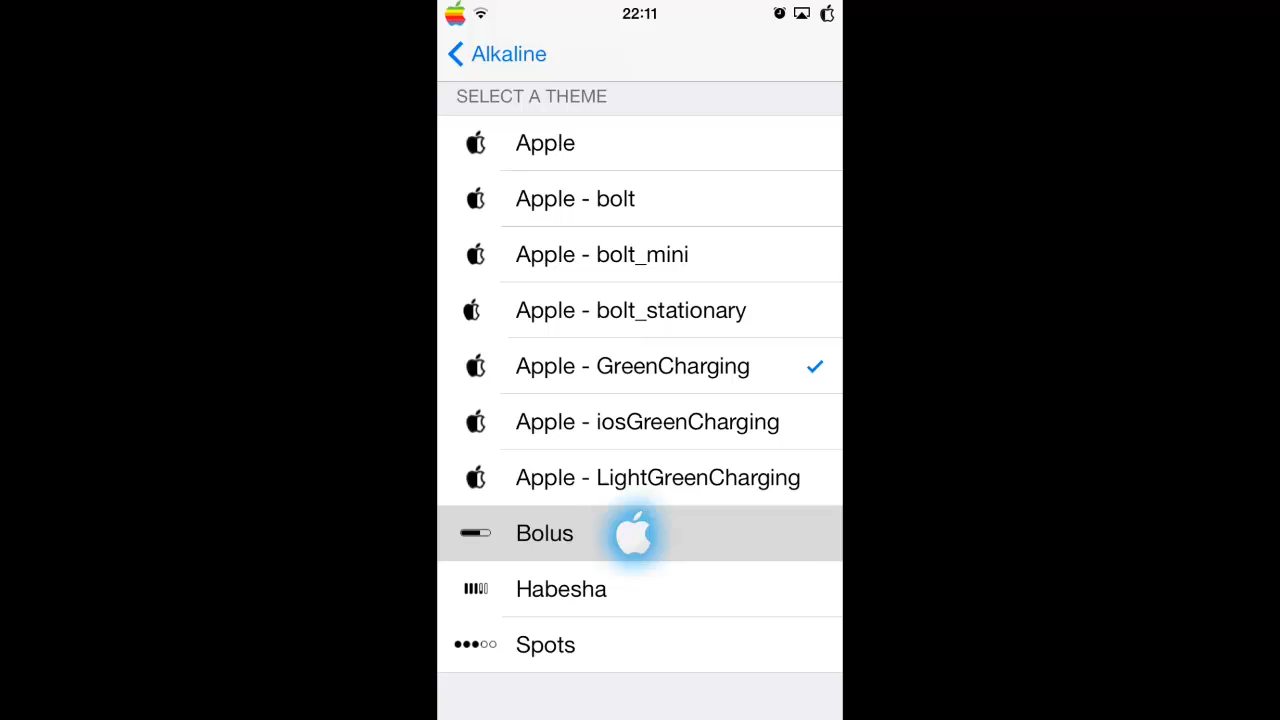 22:11
Alkaline
SELECT A THEME
Apple
Apple - bolt
Apple - bolt_mini
Apple - bolt_stationary
Apple - GreenCharging
Apple - iosGreenCharging
Apple - LightGreenCharging
Bolus
Habesha
Spots